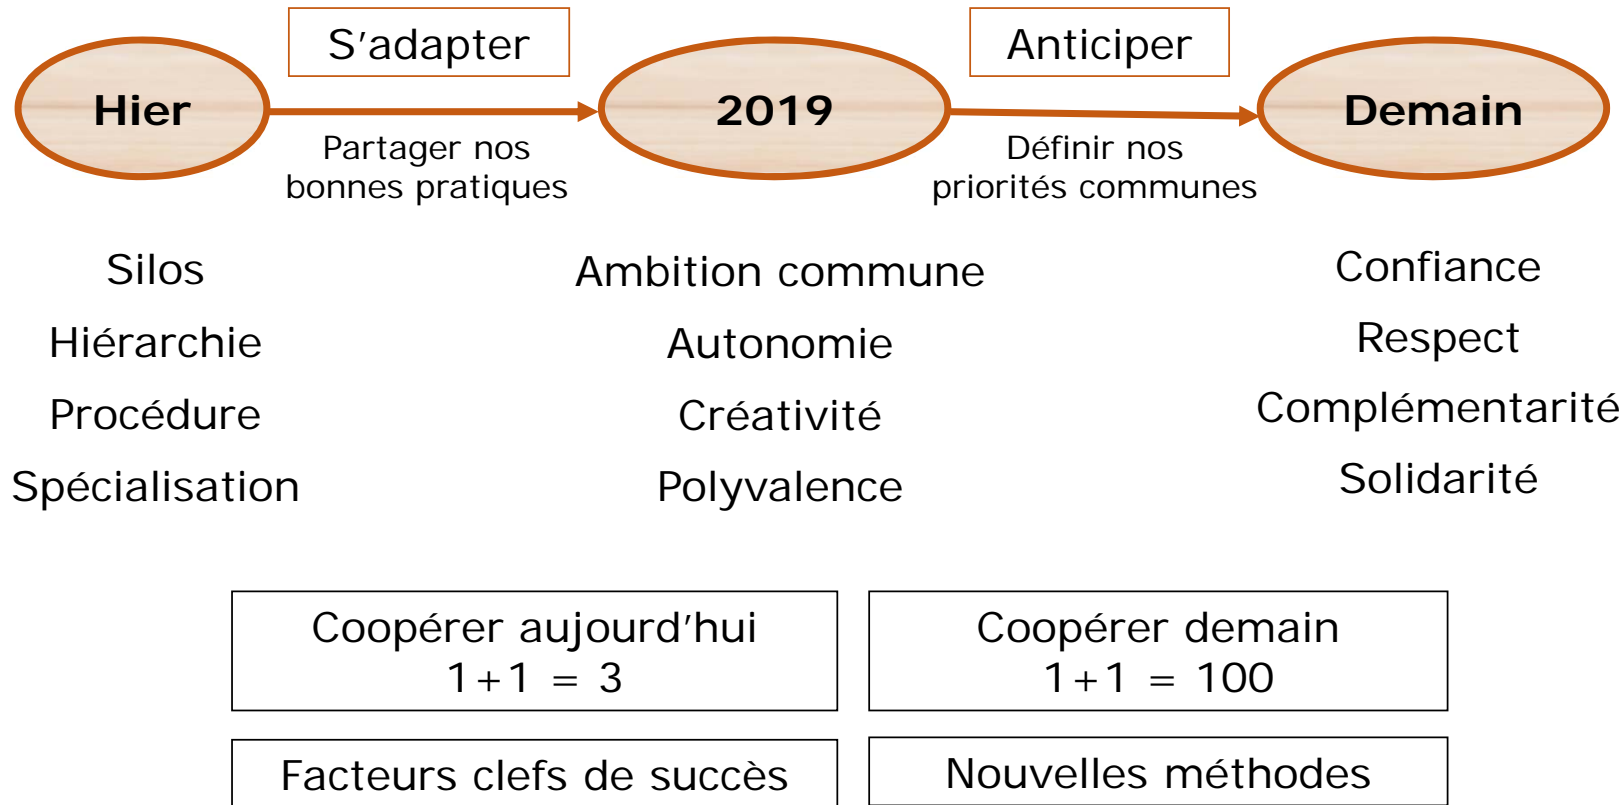 S'adapter
Anticiper
Hier
2019
Demain
Partager nos
bonnes pratiques
Définir nos
priorités communes
Silos
Hiérarchie
Procédure
Spécialisation
Ambition commune
Autonomie
Créativité
Polyvalence
Confiance
Respect
Complémentarité
Solidarité
Coopérer aujourd'hui
1+1 = 3
Coopérer demain
1+1 = 100
Facteurs clefs de succès
Nouvelles méthodes